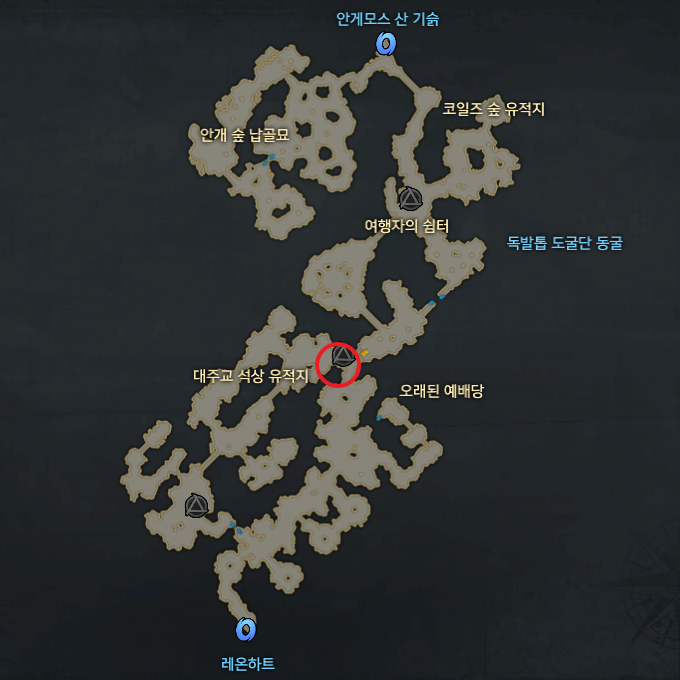 안게모스 산 기슭
코일즈 숲 유적지
안개 숲 납골묘
여행자의 쉼터
독발톱 도굴단 동굴
대주교 석상 유적지
오래된 예배당
레온하트